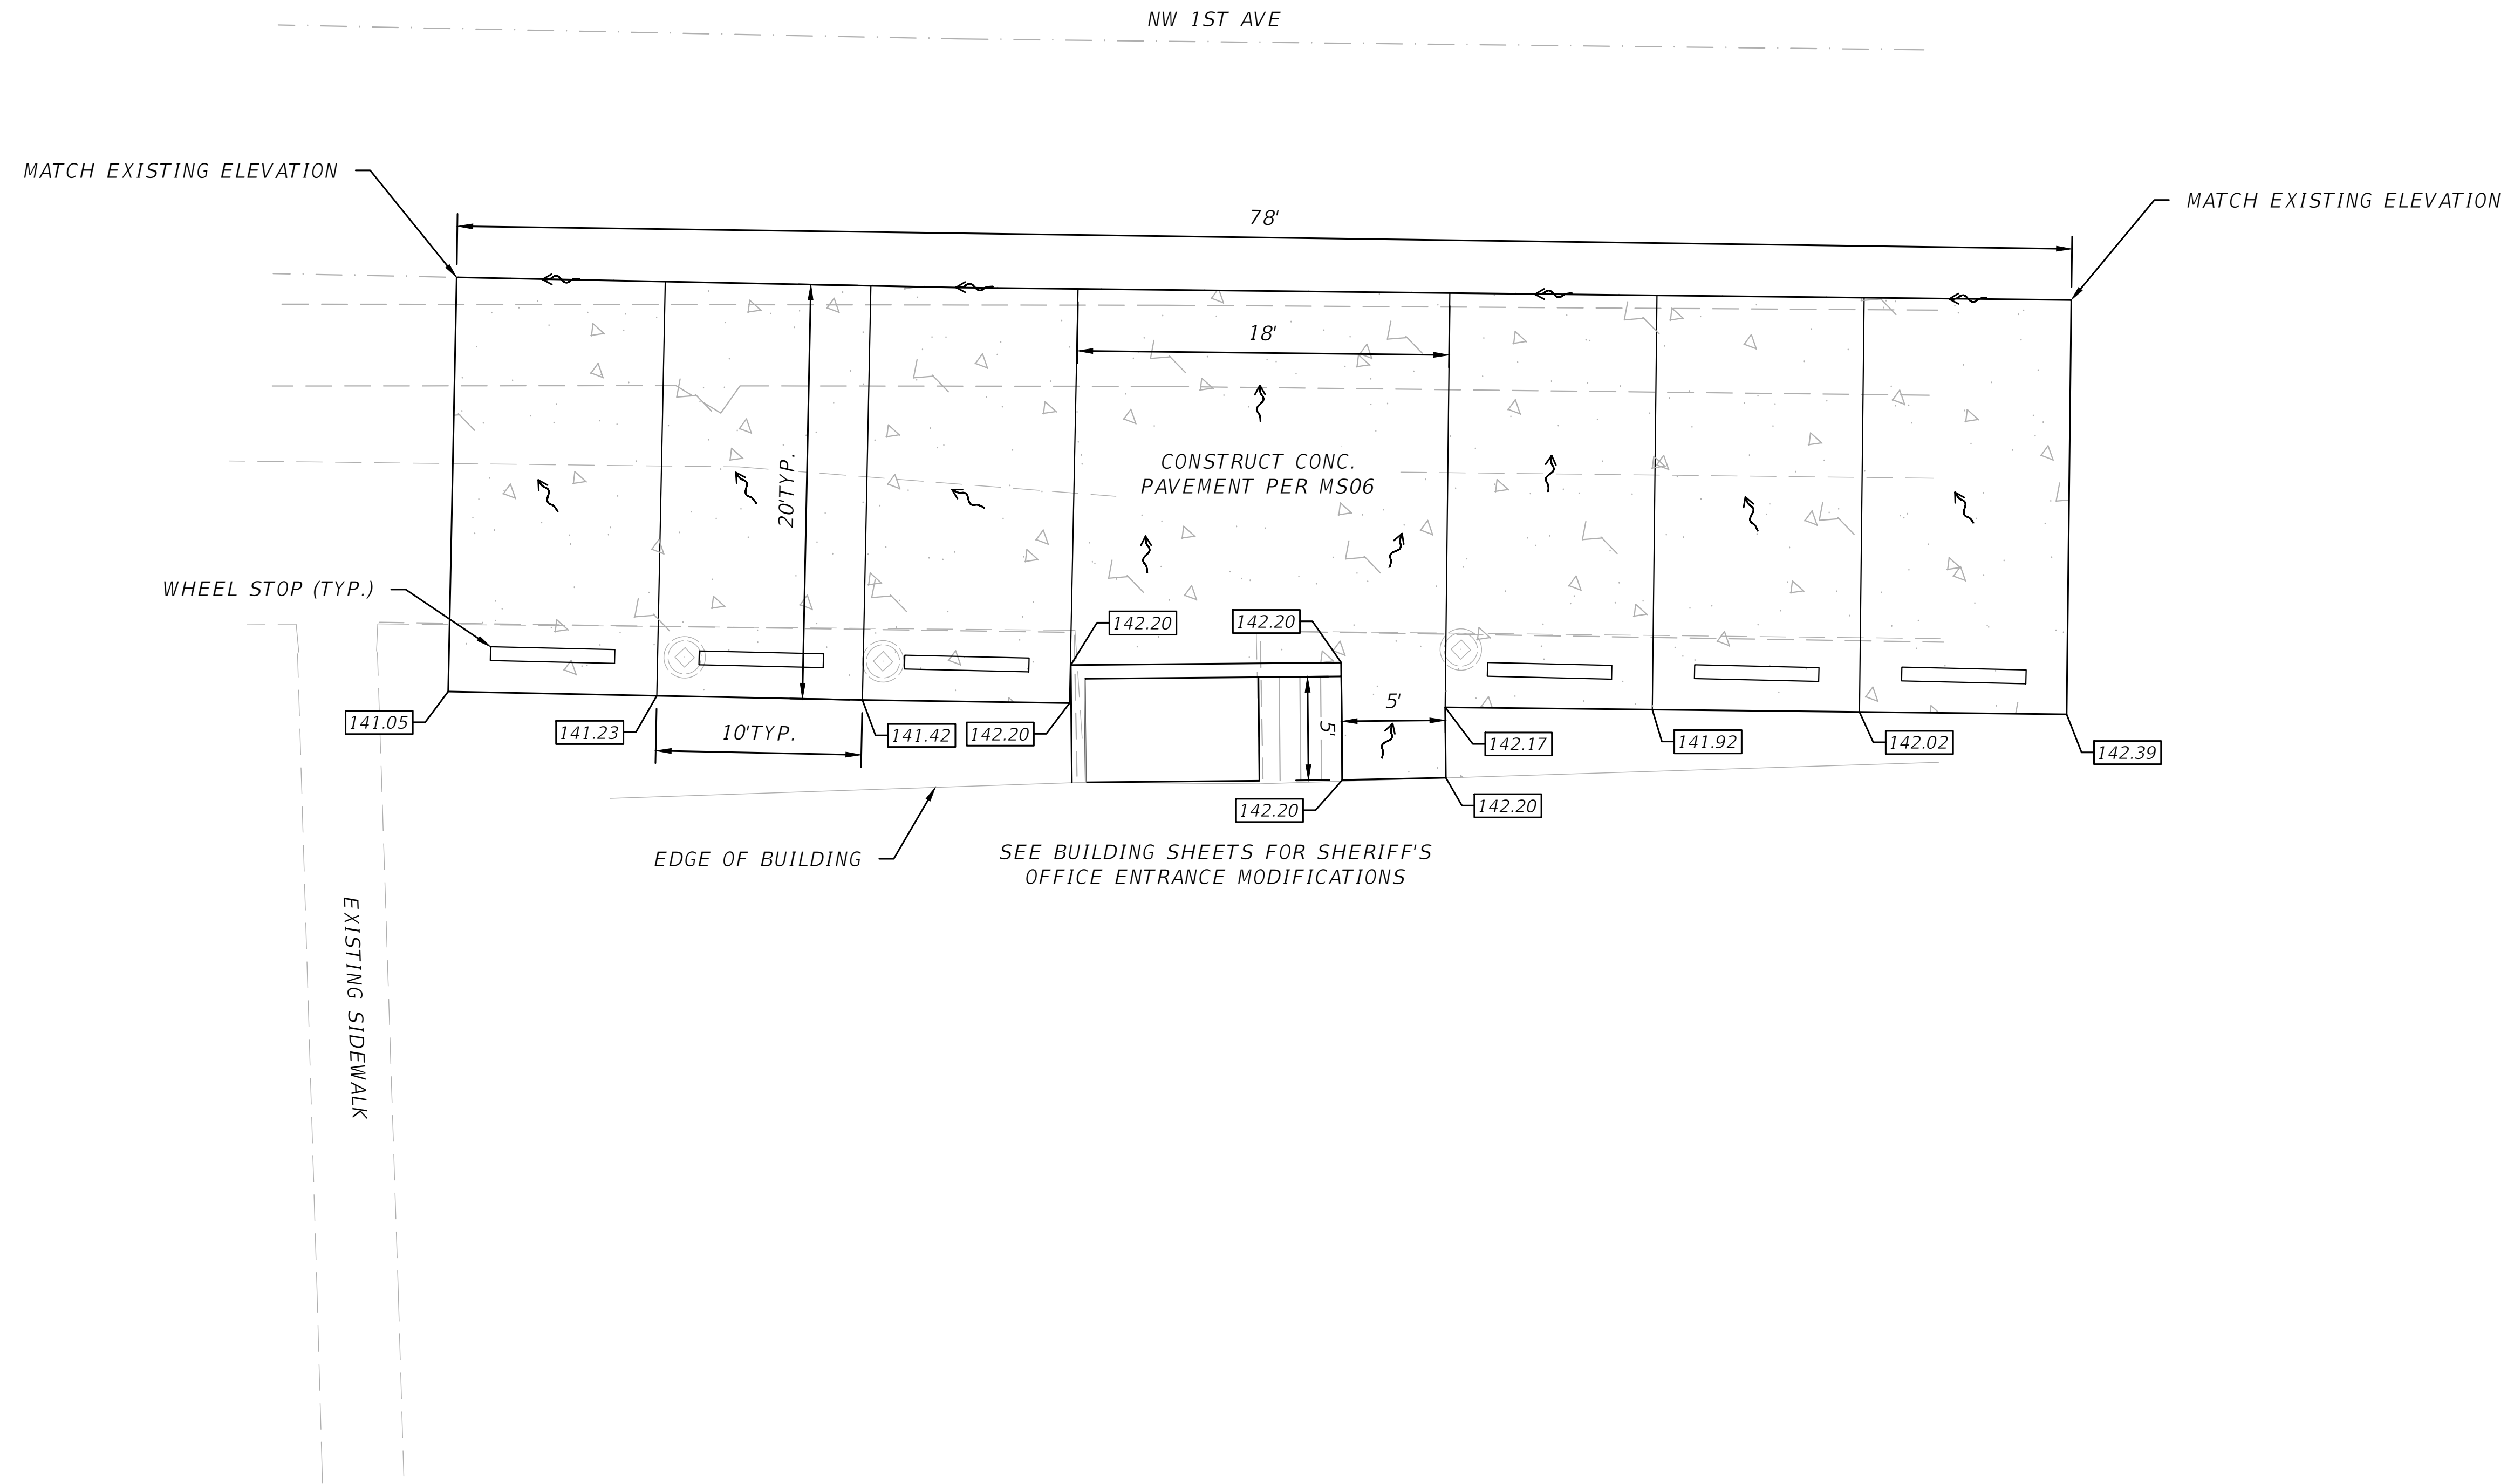 NW 1ST AVE
MATCH EXISTING ELEVATION
MATCH EXISTING ELEVATION
78'
18'
20'TYP.
CONSTRUCT CONC.
PAVEMENT PER MS06
WHEEL STOP (TYP.)
142.20
142.20
141.05
141.23
10'TYP.
141.42
142.20
5'
5'
142.17
141.92
142.02
142.39
142.20
142.20
EDGE OF BUILDING
SEE BUILDING SHEETS FOR SHERIFF'S
OFFICE ENTRANCE MODIFICATIONS
EXISTING SIDEWALK